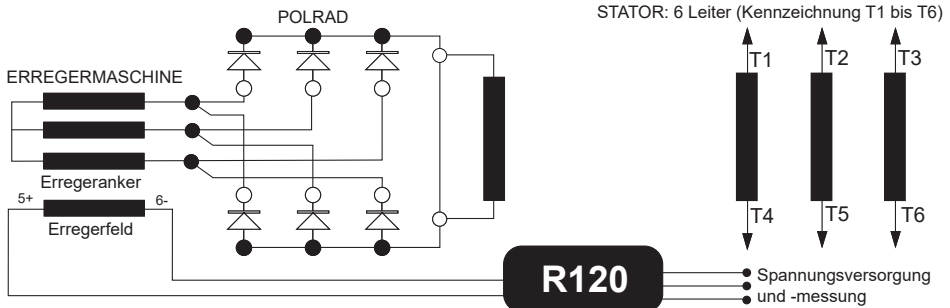 POLRAD
STATOR: 6 Leiter (Kennzeichnung T1 bis T6)
ERREGERMASCHINE
T1
T2
T3
Erregeranker
5+
6-
Erregerfeld
T4
T5
T6
R120
Spannungsversorgung
und -messung